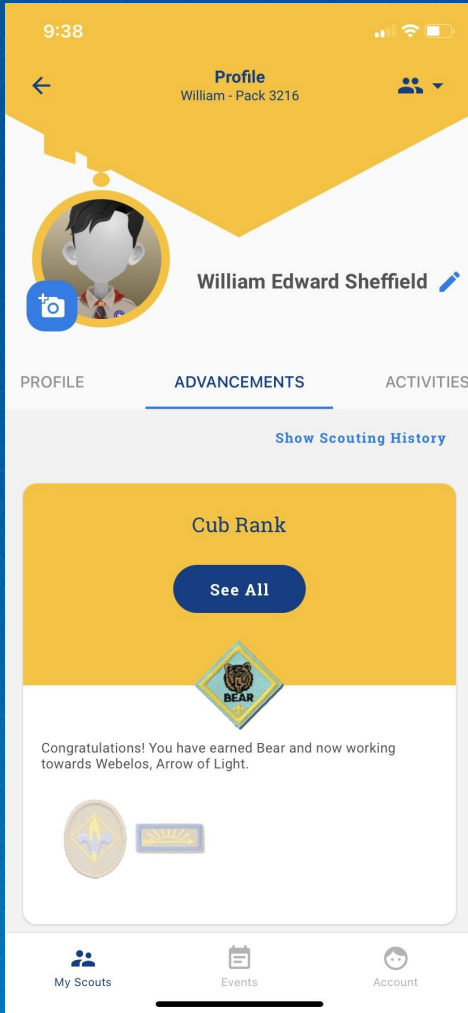 9:38
Profile
William - Pack 3216
William Edward Sheffield
PROFILE
ADVANCEMENTS
ACTIVITIES
Show Scouting History
Cub Rank
See All
BEAR
Congratulations! You have earned Bear and now working
towards Webelos, Arrow of Light.
My Scouts
Events
Account